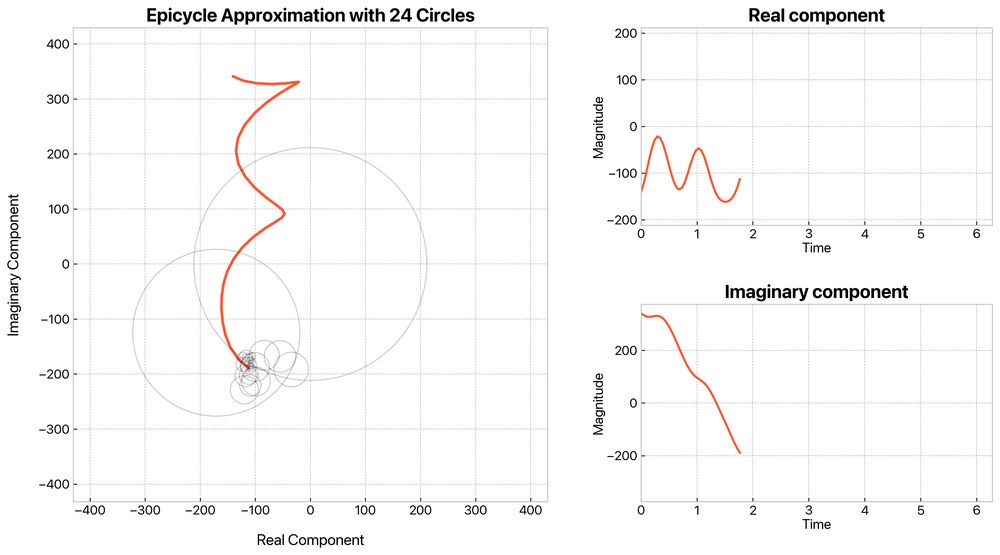 Epicycle Approximation with 24 Circles
400
300
200
100
0
−100
−200
−300
−400
−400 −300 −200 −100 0 100 200 300 400
Imaginary Component
Real Component
Real component
200
100
0
−100
−200
0 1 2 3 4 5 6
Magnitude
Time
Imaginary component
200
0
−200
0 1 2 3 4 5 6
Magnitude
Time